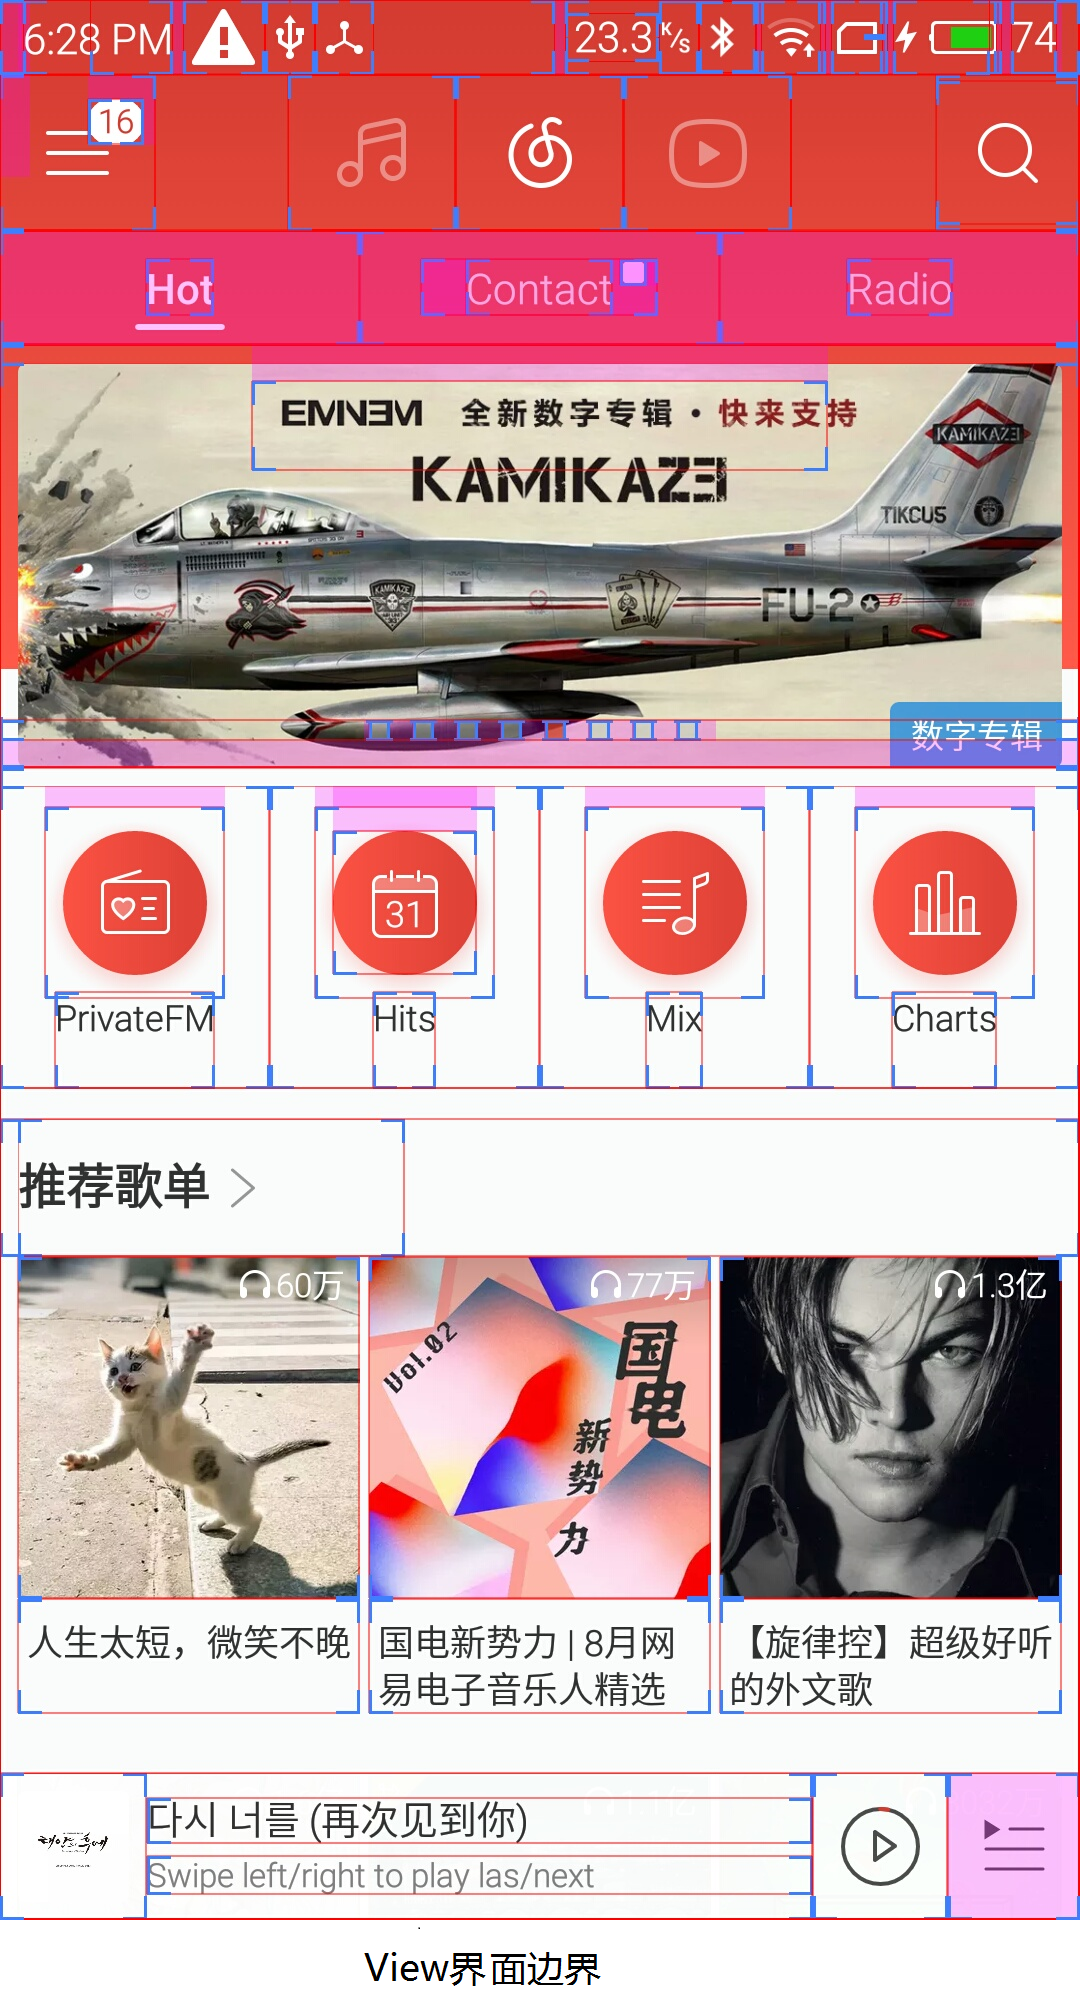 6:28 PM 23.3 K/s 74
16
Hot Contact Radio
EMINEM 全新数字专辑·快来支持
KAMIKAZE
KAMIKAZE
TIKCUS
KAMIKAZE
FU-2
数字专辑
31
PrivateFM Hits Mix Charts
推荐歌单
60万 77万 1.3亿
Vol.02
国电
新势力
人生太短，微笑不晚
国电新势力 | 8月网
易电子音乐人精选
【旋律控】超级好听
的外文歌
다시 너를 (再次见到你)
Swipe left/right to play las/next
View界面边界